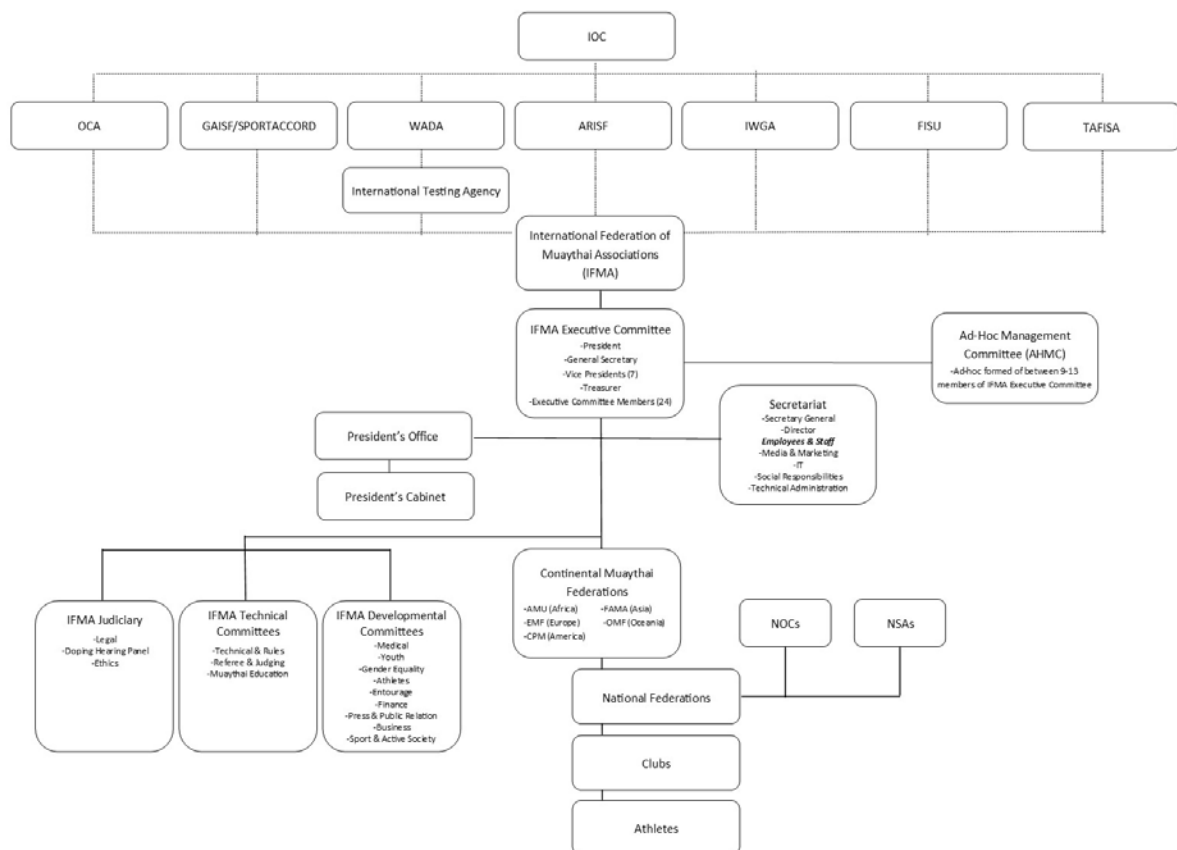 IOC
OCA
GAISF/SPORTACCORD
WADA
ARISF
IWGA
FISU
TAFISA
International Testing Agency
International Federation of
Muaythai Associations
(IFMA)
IFMA Executive Committee
-President
-General Secretary
-Vice Presidents (7)
-Treasurer
-Executive Committee Members (24)
Ad-Hoc Management
Committee (AHMC)
-Ad-hoc formed of between 9-13
members of IFMA Executive Committee
Secretariat
-Secretary General
-Director
Employees & Staff
-Media & Marketing
-IT
-Social Responsibilities
-Technical Administration
President's Office
President's Cabinet
IFMA Judiciary
-Legal
-Doping Hearing Panel
-Ethics
IFMA Technical
Committees
-Technical & Rules
-Referee & Judging
-Muaythai Education
IFMA Developmental
Committees
-Medical
-Youth
-Gender Equality
-Athletes
-Entourage
-Finance
-Press & Public Relation
-Business
-Sport & Active Society
Continental Muaythai
Federations
-AMU (Africa) -FAMA (Asia)
-EMF (Europe) -OMF (Oceania)
-CPM (America)
NOCs
NSAs
National Federations
Clubs
Athletes